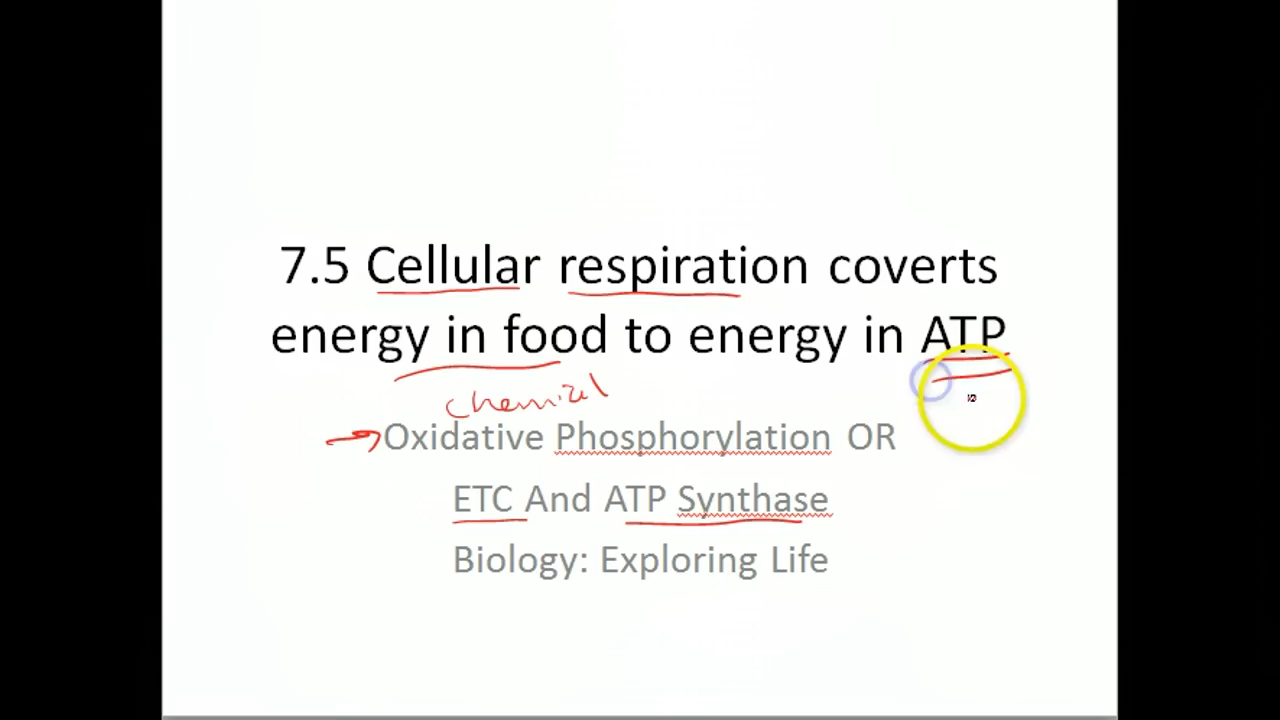 7.5 Cellular respiration coverts
energy in food to energy in ATP
chemical
Oxidative Phosphorylation OR
ETC And ATP Synthase
Biology: Exploring Life